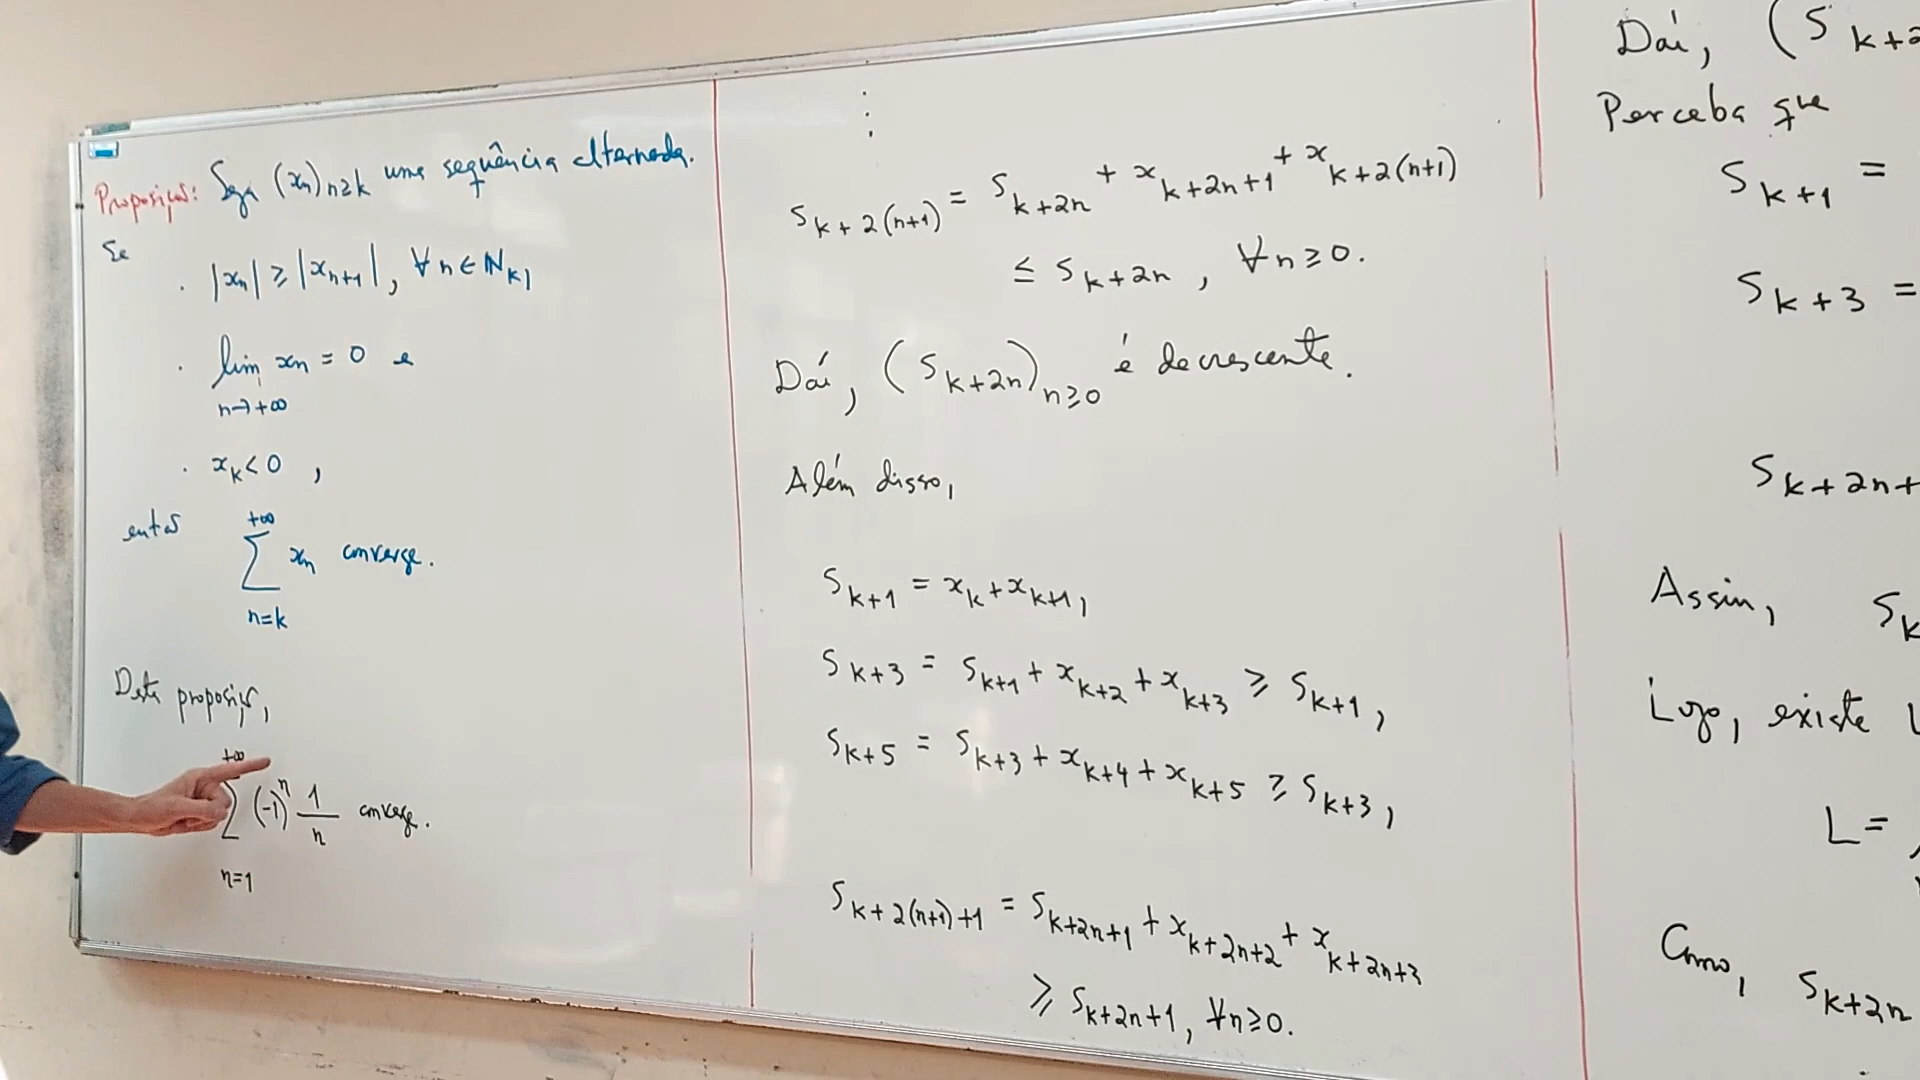 Proposição: Seja (xn)n≥k uma sequência alternada.
Se
. |xn| ≥ |xn+1|, ∀ n ∈ ℕk,
. lim xn = 0 e
n→+∞
. xk < 0 ,
então +∞
∑ xn converge.
n=k
Desta proposição,
+∞
∑ (-1)^n 1/n converge.
n=1
⋮
Sk+2(n+1) = Sk+2n + xk+2n+1 + xk+2(n+1)
≤ Sk+2n , ∀ n ≥ 0.
Daí, (Sk+2n)n≥0 é decrescente.
Além disso,
Sk+1 = xk + xk+1,
Sk+3 = Sk+1 + xk+2 + xk+3 ≥ Sk+1,
Sk+5 = Sk+3 + xk+4 + xk+5 ≥ Sk+3,
Sk+2(n+1)+1 = Sk+2n+1 + xk+2n+2 + xk+2n+3
≥ Sk+2n+1, ∀n≥0.
Daí, (Sk+2
Perceba que
Sk+1 =
Sk+3 =
Sk+2n+
Assim, Sk
Logo, existe
L =
Como, Sk+2n